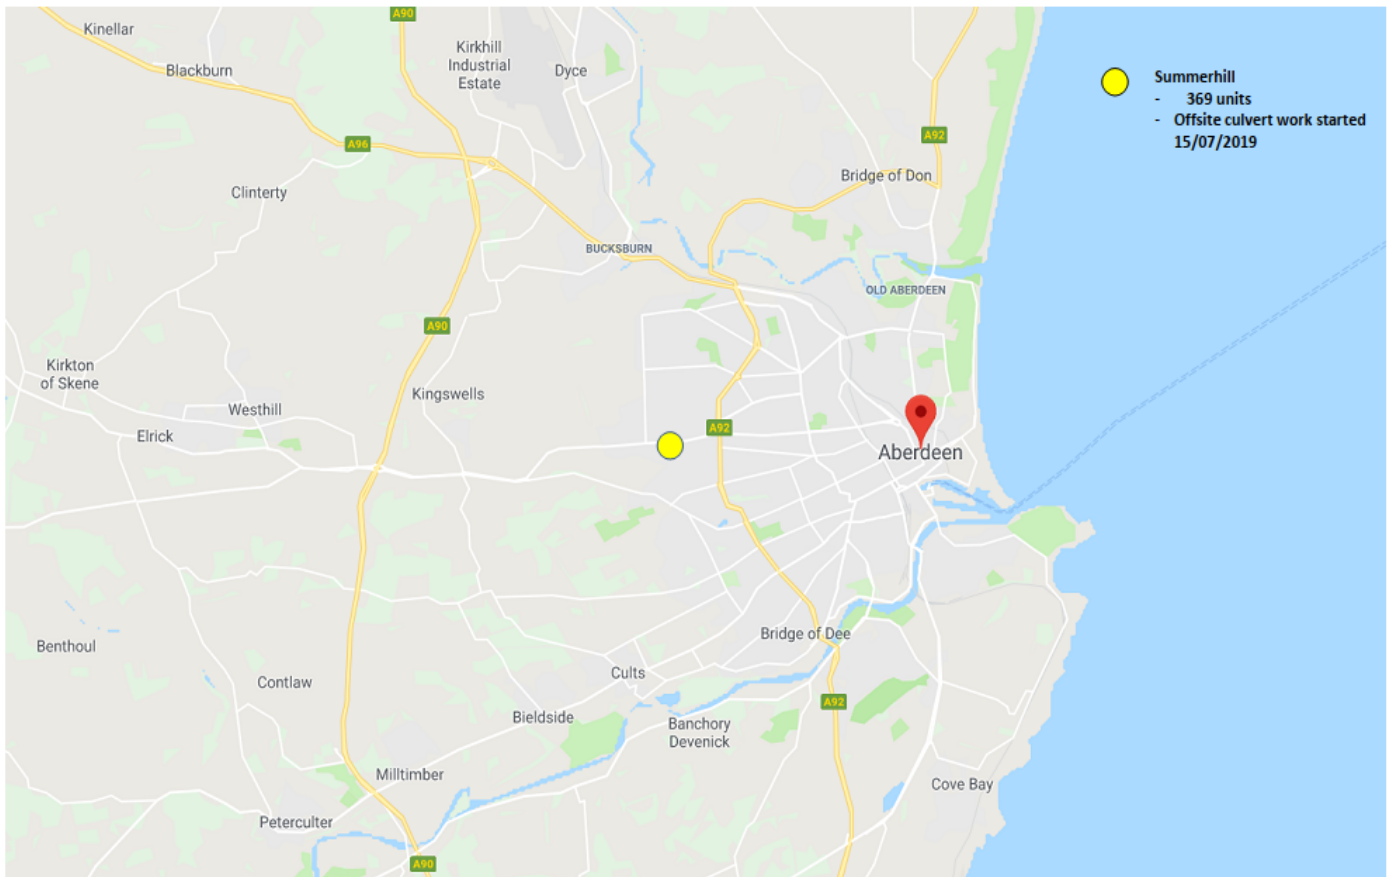 A90
Kinellar
Kirkhill
Industrial
Estate
Dyce
Blackburn
Summerhill
- 369 units
- Offsite culvert work started
15/07/2019
A92
A96
Bridge of Don
Clinterty
BUCKSBURN
OLD ABERDEEN
A90
Kirkton
of Skene
Kingswells
Westhill
Elrick
A92
Aberdeen
Bridge of Dee
Benthoul
Cults
Contlaw
A92
Bieldside
Banchory
Devenick
Milltimber
Cove Bay
Peterculter
A90